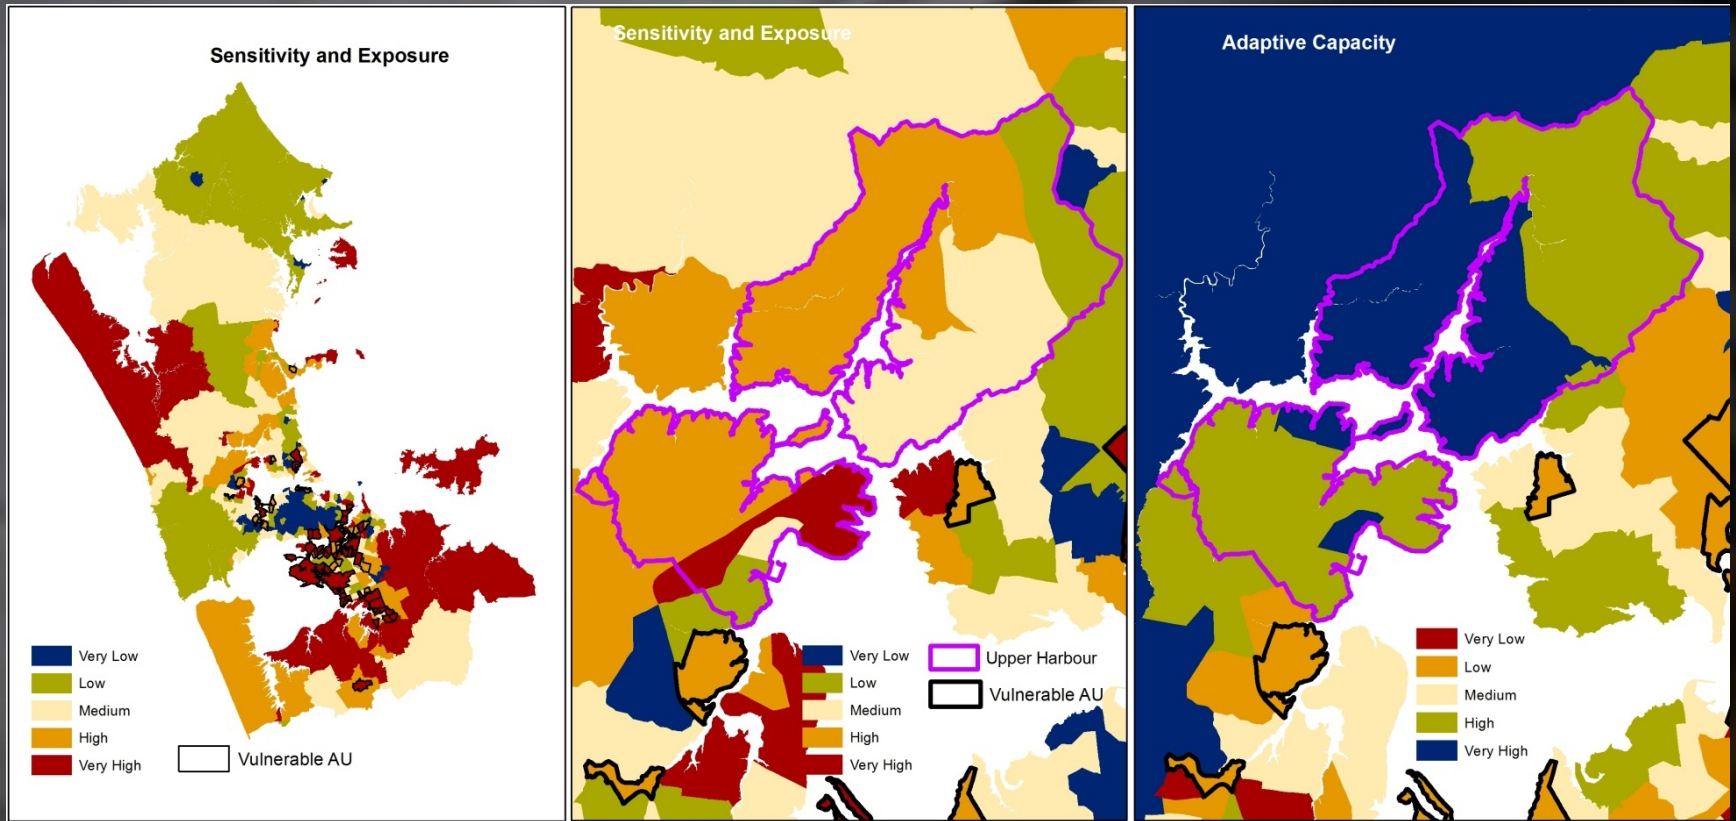 Sensitivity and Exposure
Very Low
Low
Medium
High
Very High
Vulnerable AU
Sensitivity and Exposure
Very Low
Low
Medium
High
Very High
Upper Harbour
Vulnerable AU
Adaptive Capacity
Very Low
Low
Medium
High
Very High